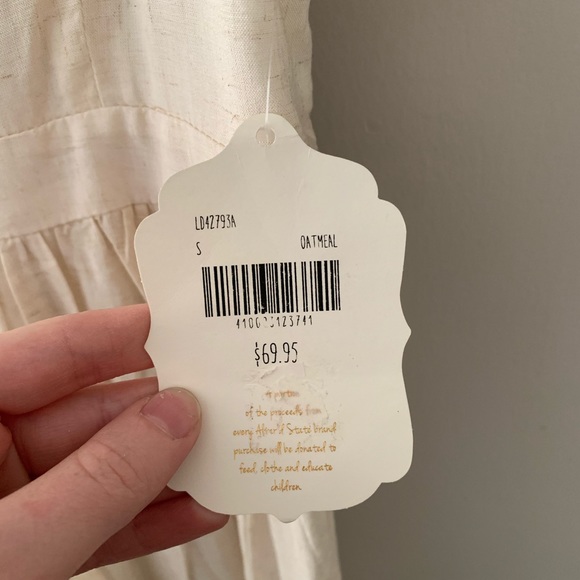 LD42793A
S OATMEAL
$69.95
A portion
of the proceeds from
every Altar'd State brand
purchase will be donated to
feed, clothe and educate
children.